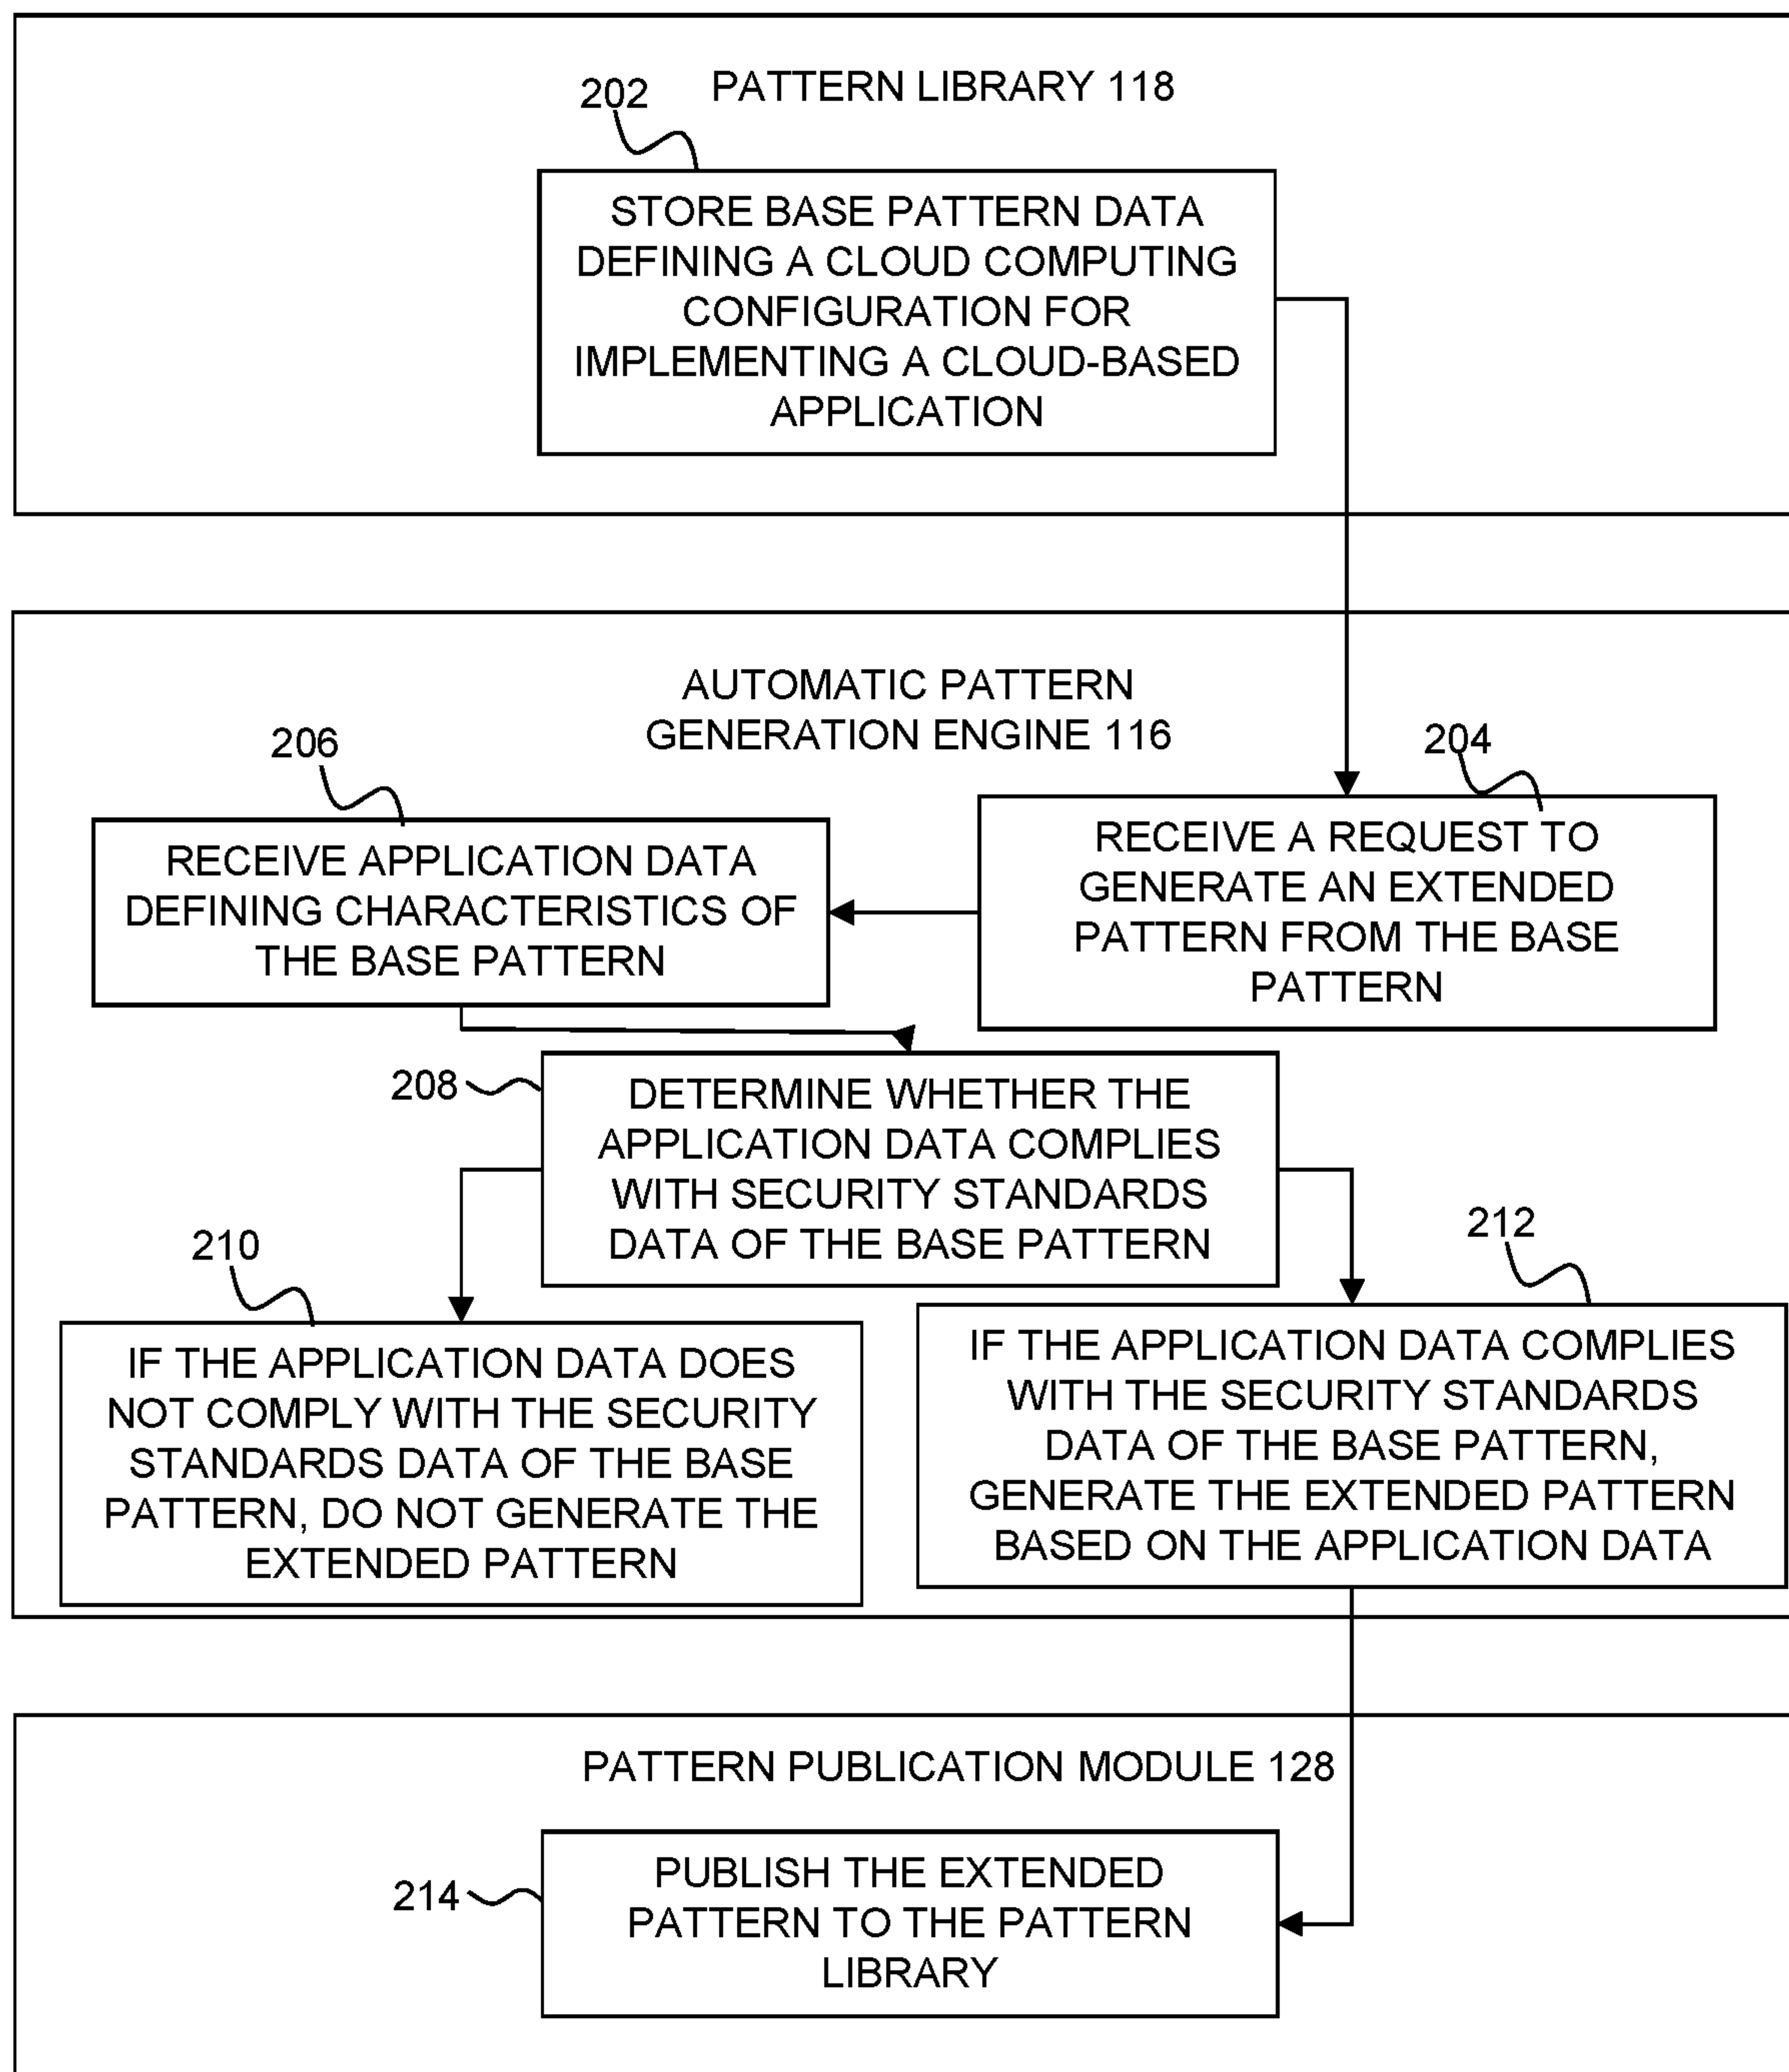 PATTERN LIBRARY 118
202
STORE BASE PATTERN DATA
DEFINING A CLOUD COMPUTING
CONFIGURATION FOR
IMPLEMENTING A CLOUD-BASED
APPLICATION
AUTOMATIC PATTERN
GENERATION ENGINE 116
204
RECEIVE A REQUEST TO
GENERATE AN EXTENDED
PATTERN FROM THE BASE
PATTERN
206
RECEIVE APPLICATION DATA
DEFINING CHARACTERISTICS OF
THE BASE PATTERN
208
DETERMINE WHETHER THE
APPLICATION DATA COMPLIES
WITH SECURITY STANDARDS
DATA OF THE BASE PATTERN
210
IF THE APPLICATION DATA DOES
NOT COMPLY WITH THE SECURITY
STANDARDS DATA OF THE BASE
PATTERN, DO NOT GENERATE THE
EXTENDED PATTERN
212
IF THE APPLICATION DATA COMPLIES
WITH THE SECURITY STANDARDS
DATA OF THE BASE PATTERN,
GENERATE THE EXTENDED PATTERN
BASED ON THE APPLICATION DATA
PATTERN PUBLICATION MODULE 128
214
PUBLISH THE EXTENDED
PATTERN TO THE PATTERN
LIBRARY